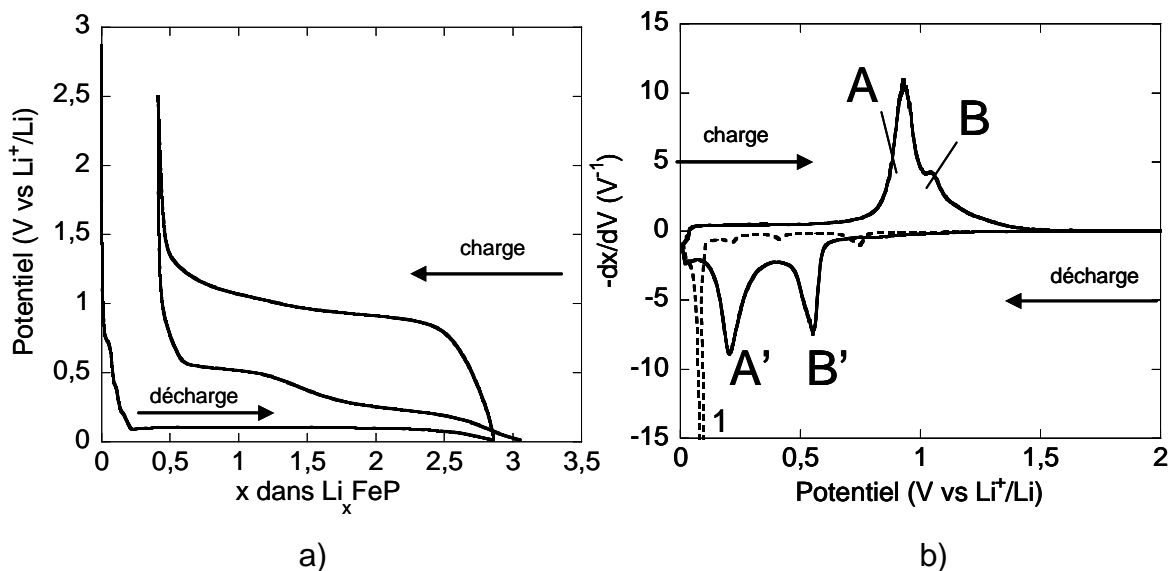 3
2,5
2
1,5
1
0,5
0
Potentiel (V vs Li+/Li)
charge
décharge
0 0,5 1 1,5 2 2,5 3 3,5
x dans LixFeP
a)
15
10
5
0
-5
-10
-15
-dx/dV (V-1)
charge
A
B
décharge
A'
B'
1
0 0,5 1 1,5 2
Potentiel (V vs Li+/Li)
b)